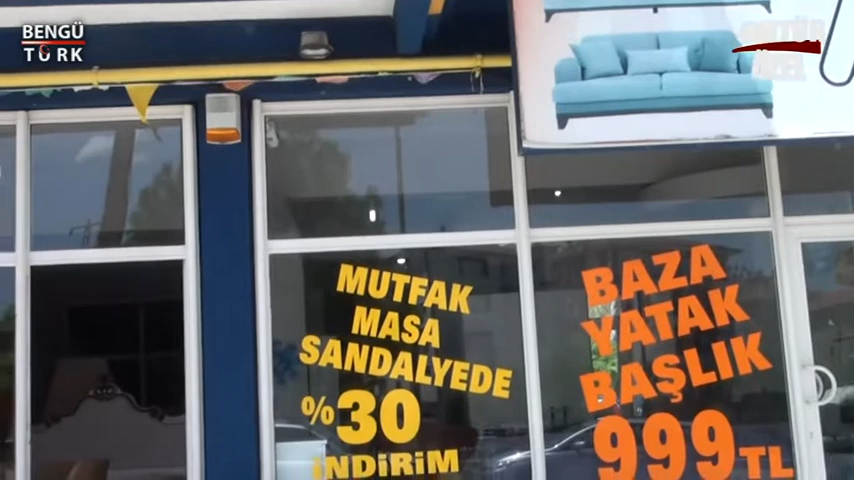 BENGÜ
TÜRK
MUTFAK
MASA
SANDALYEDE
%30
İNDİRİM
BAZA
YATAK
BAŞLIK
999 TL